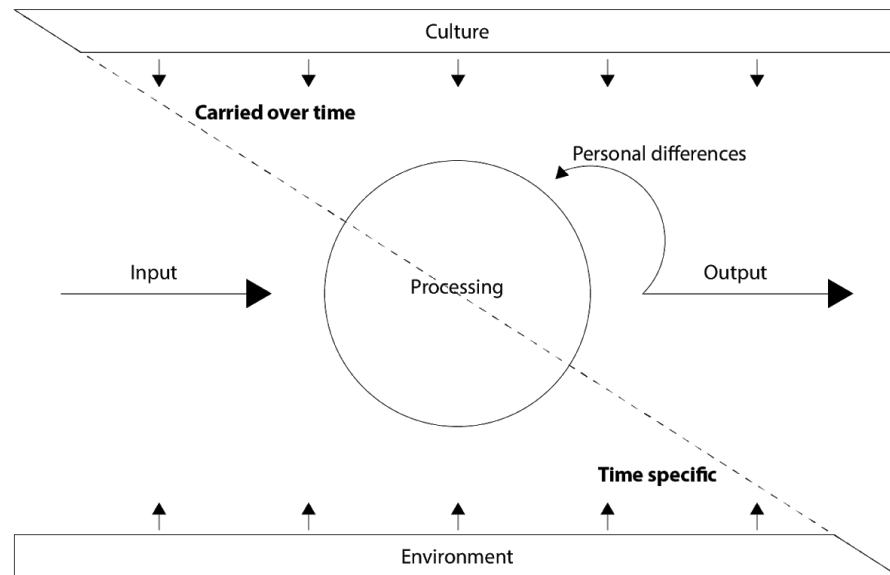 Culture
Carried over time
Personal differences
Input
Processing
Output
Time specific
Environment